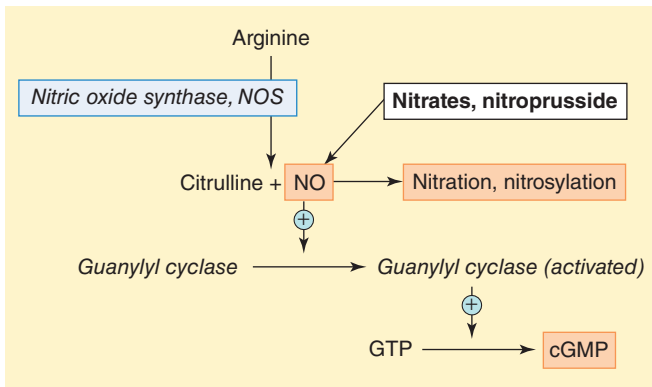 Arginine
Nitric oxide synthase, NOS
Nitrates, nitroprusside
Citrulline + NO
Nitration, nitrosylation
+
Guanylyl cyclase
Guanylyl cyclase (activated)
+
GTP
cGMP